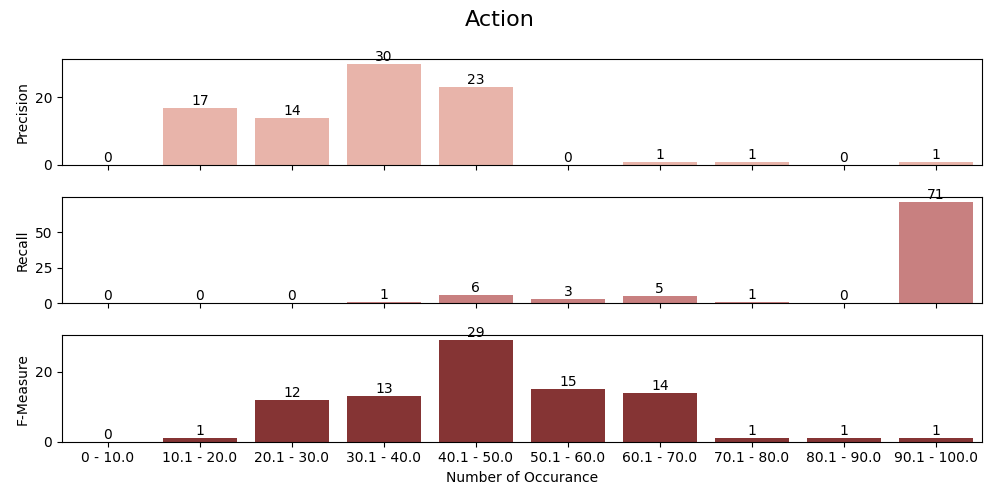 Action
Precision
20
0
0 17 14 30 23 0 1 1 0 1
Recall
50
25
0
0 0 0 1 6 3 5 1 0 71
F-Measure
20
0
0 1 12 13 29 15 14 1 1 1
0 - 10.0 10.1 - 20.0 20.1 - 30.0 30.1 - 40.0 40.1 - 50.0 50.1 - 60.0 60.1 - 70.0 70.1 - 80.0 80.1 - 90.0 90.1 - 100.0
Number of Occurance